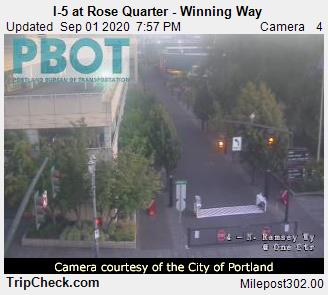 I-5 at Rose Quarter - Winning Way
Updated Sep 01 2020 7:57 PM Camera 4
PBOT
PORTLAND BUREAU OF TRANSPORTATION
4 - N. Ramsey Wy
@ One Ctr
Camera courtesy of the City of Portland
TripCheck.com Milepost302.00